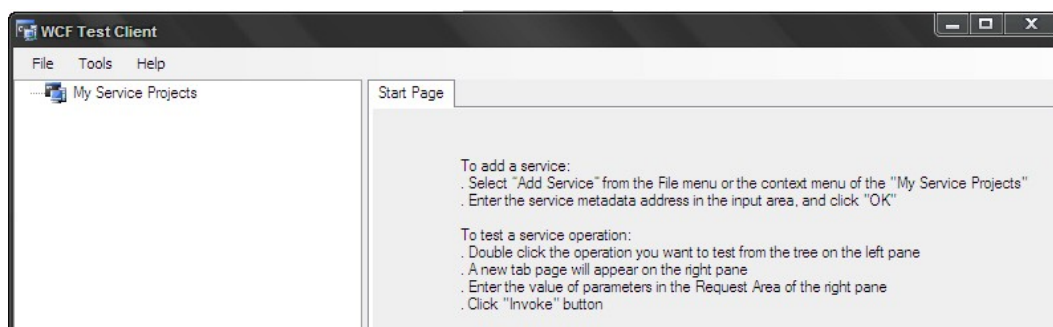 WCF Test Client
File Tools Help
My Service Projects
Start Page
To add a service:
. Select "Add Service" from the File menu or the context menu of the "My Service Projects"
. Enter the service metadata address in the input area, and click "OK"
To test a service operation:
. Double click the operation you want to test from the tree on the left pane
. A new tab page will appear on the right pane
. Enter the value of parameters in the Request Area of the right pane
. Click "Invoke" button